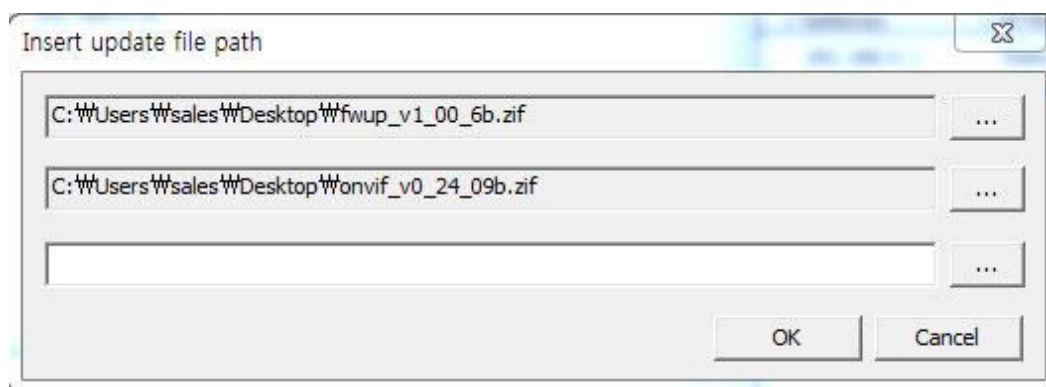 Insert update file path
C:₩Users₩sales₩Desktop₩fwup_v1_00_6b.zif
...
C:₩Users₩sales₩Desktop₩onvif_v0_24_09b.zif
...
...
OK Cancel